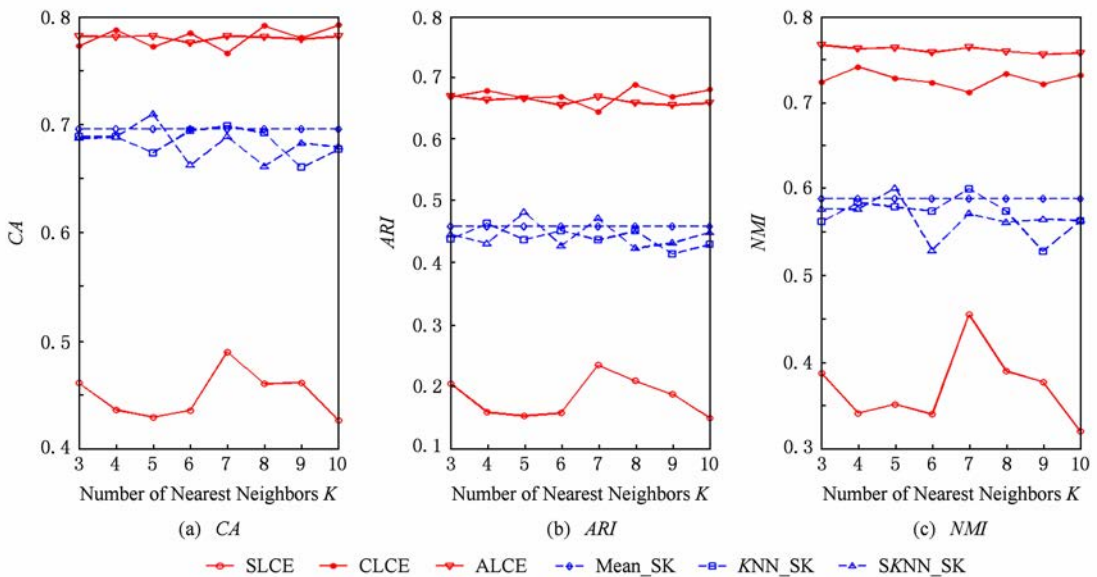 0.8
0.7
0.6
0.5
0.4
CA
3 4 5 6 7 8 9 10
Number of Nearest Neighbors K
(a) CA
0.8
0.7
0.6
0.5
0.4
0.3
0.2
0.1
ARI
3 4 5 6 7 8 9 10
Number of Nearest Neighbors K
(b) ARI
0.8
0.7
0.6
0.5
0.4
0.3
NMI
3 4 5 6 7 8 9 10
Number of Nearest Neighbors K
(c) NMI
SLCE CLCE ALCE Mean_SK KNN_SK SKNN_SK